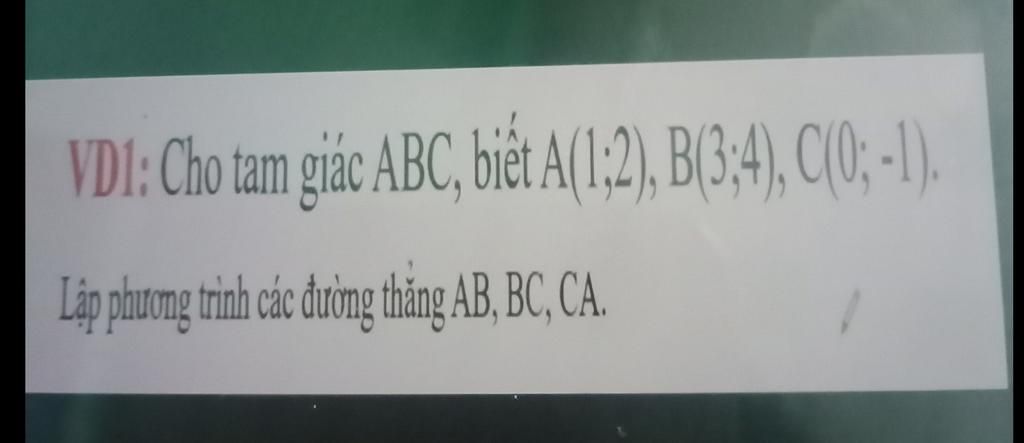 VD1: Cho tam giác ABC, biết A(1;2), B(3;4), C(0; -1).
Lập phương trình các đường thẳng AB, BC, CA.